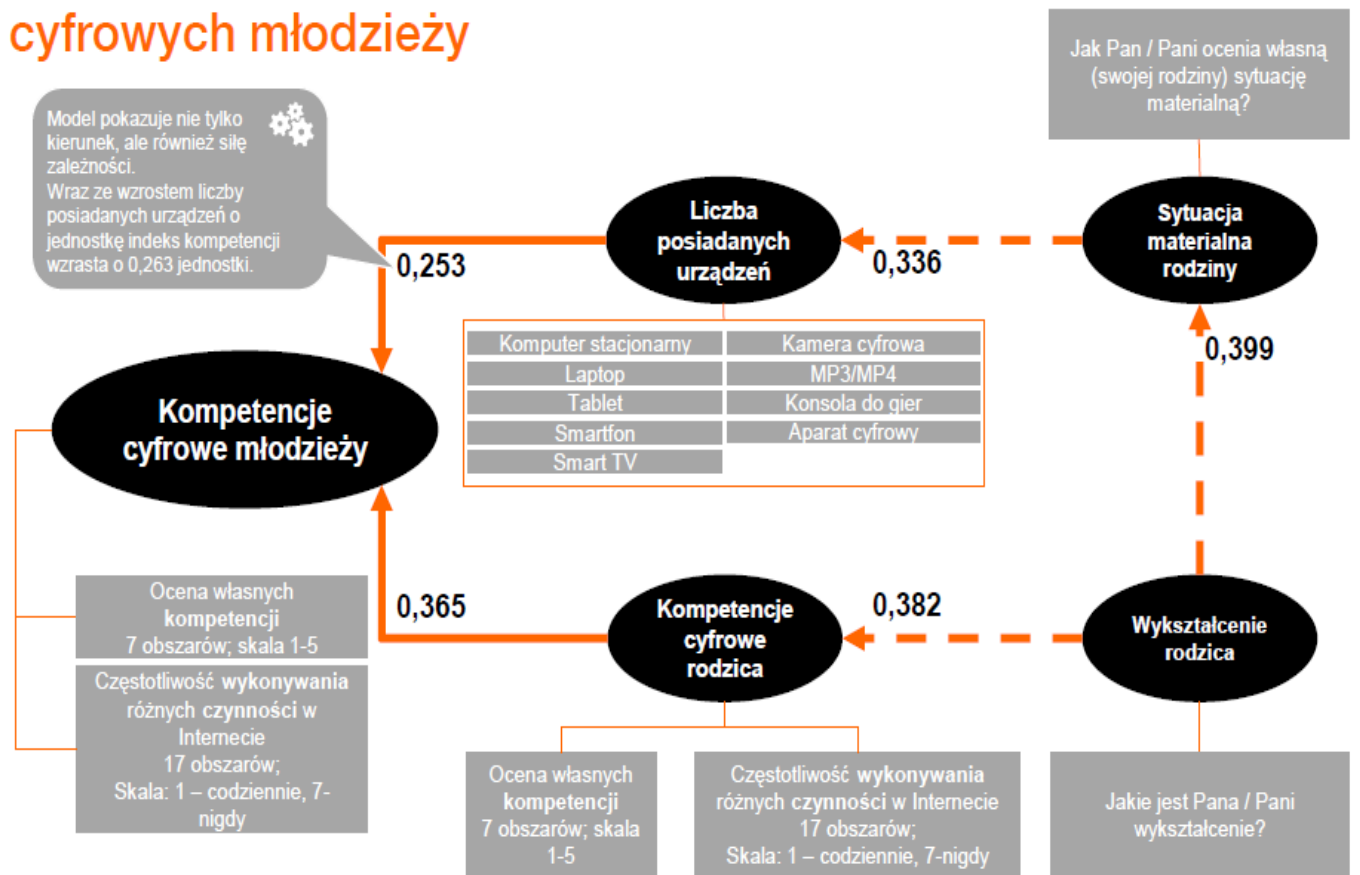 cyfrowych młodzieży
Jak Pan / Pani ocenia własną
(swojej rodziny) sytuację
materialną?
Model pokazuje nie tylko
kierunek, ale również siłę
zależności.
Wraz ze wzrostem liczby
posiadanych urządzeń o
jednostkę indeks kompetencji
wzrasta o 0,263 jednostki.
Liczba
posiadanych
urządzeń
Sytuacja
materialna
rodziny
0,253
0,336
0,399
Komputer stacjonarny
Laptop
Tablet
Smartfon
Smart TV
Kamera cyfrowa
MP3/MP4
Konsola do gier
Aparat cyfrowy
Kompetencje
cyfrowe młodzieży
0,365
Kompetencje
cyfrowe
rodzica
0,382
Wykształcenie
rodzica
Ocena własnych
kompetencji
7 obszarów; skala 1-5
Częstotliwość wykonywania
różnych czynności w
Internecie
17 obszarów;
Skala: 1 – codziennie, 7-
nigdy
Ocena własnych
kompetencji
7 obszarów; skala
1-5
Częstotliwość wykonywania
różnych czynności w Internecie
17 obszarów;
Skala: 1 – codziennie, 7-nigdy
Jakie jest Pana / Pani
wykształcenie?